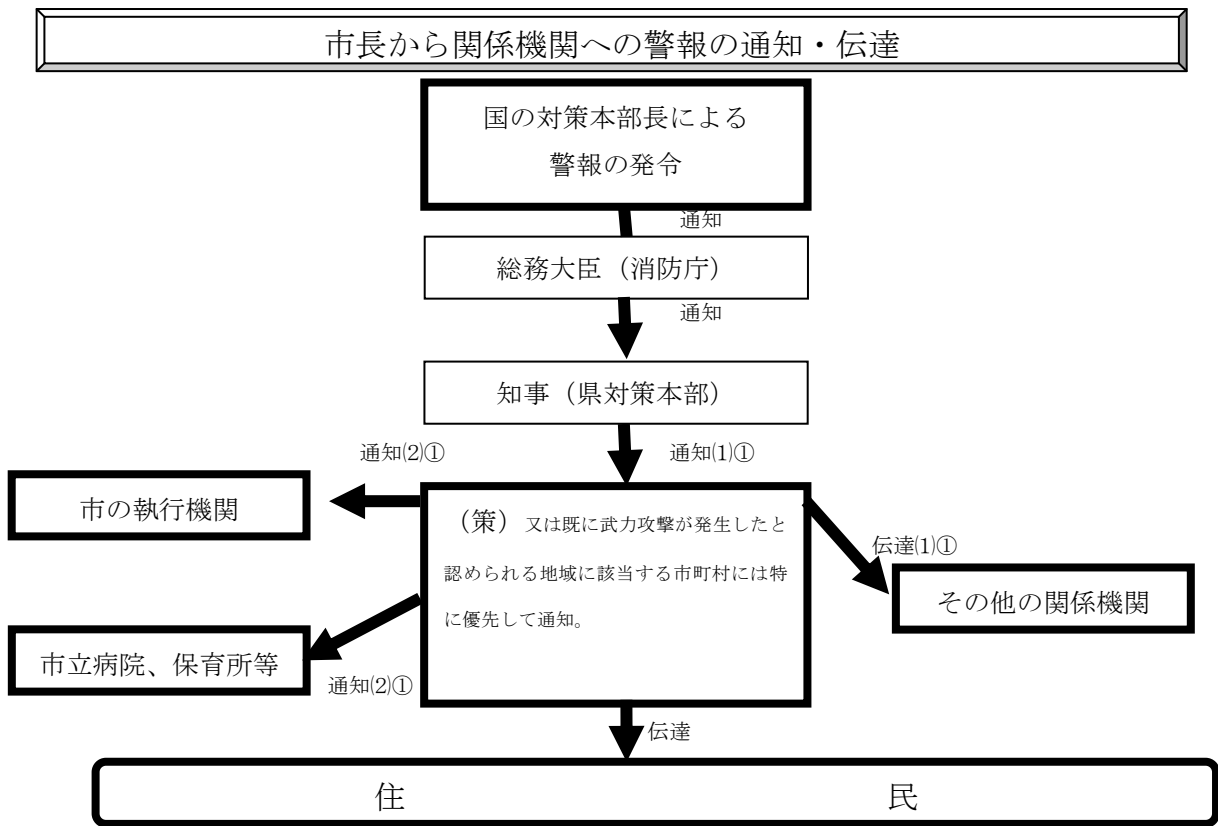 市長から関係機関への警報の通知・伝達
国の対策本部長による
警報の発令
通知
総務大臣（消防庁）
通知
知事（県対策本部）
通知⑵①
通知⑴①
市の執行機関
（策）又は既に武力攻撃が発生したと
認められる地域に該当する市町村には特
に優先して通知。
伝達⑴①
その他の関係機関
市立病院、保育所等
通知⑵①
伝達
住　民